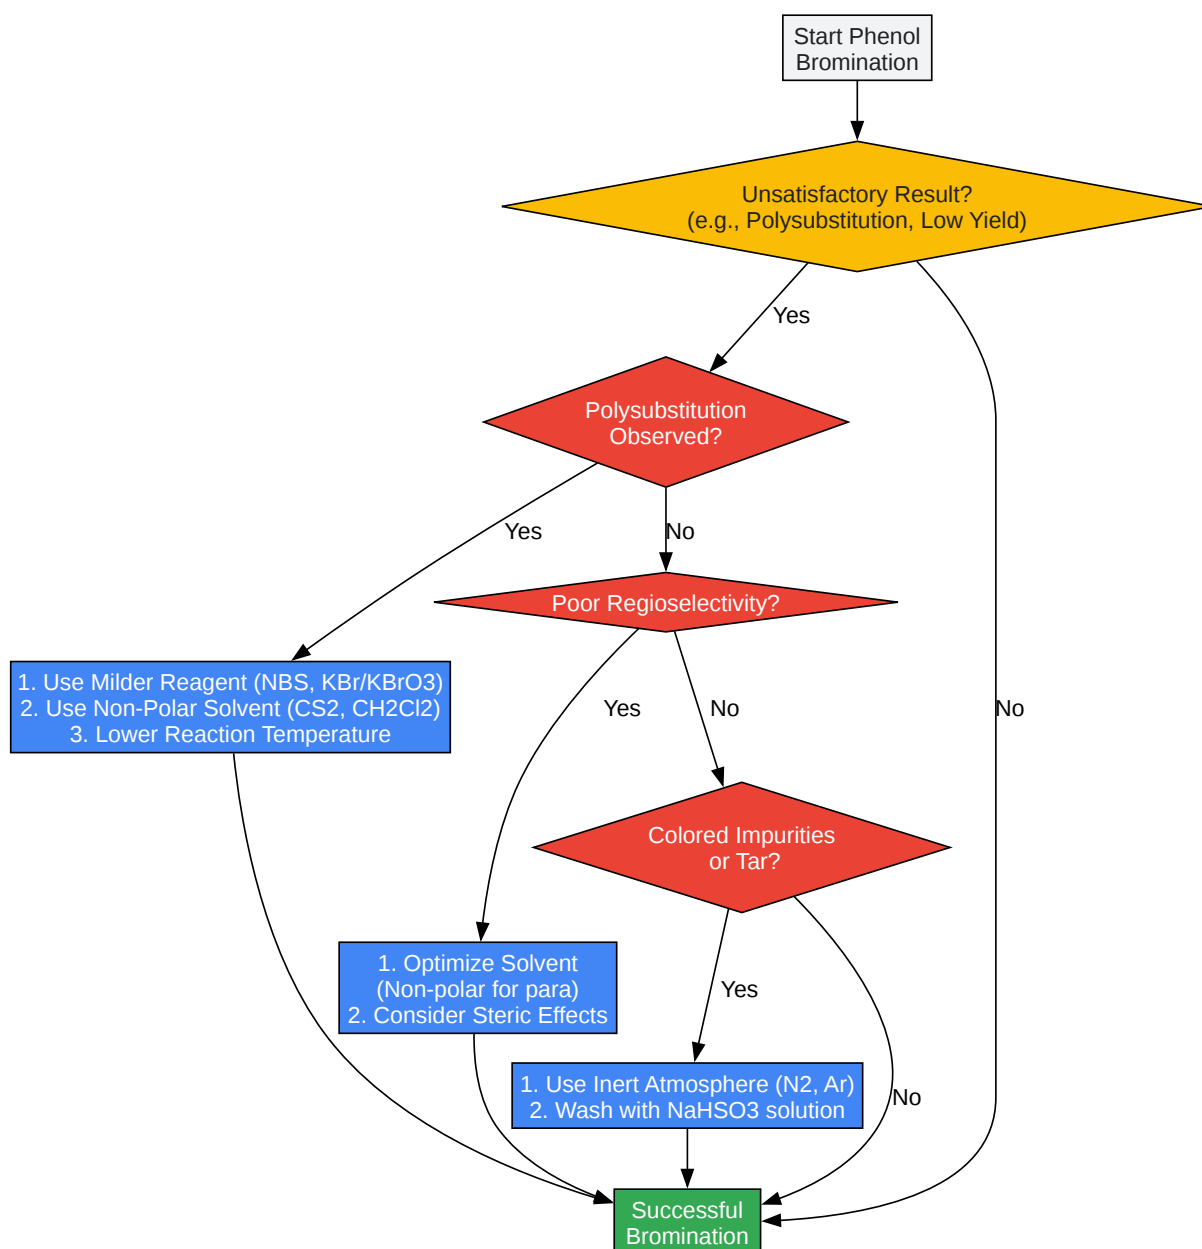 Start Phenol
Bromination
Unsatisfactory Result?
(e.g., Polysubstitution, Low Yield)
Yes
Polysubstitution
Observed?
Yes
No
Poor Regioselectivity?
1. Use Milder Reagent (NBS, KBr/KBrO3)
2. Use Non-Polar Solvent (CS2, CH2Cl2)
3. Lower Reaction Temperature
Yes
No
No
Colored Impurities
or Tar?
1. Optimize Solvent
(Non-polar for para)
2. Consider Steric Effects
Yes
1. Use Inert Atmosphere (N2, Ar)
2. Wash with NaHSO3 solution
No
Successful
Bromination